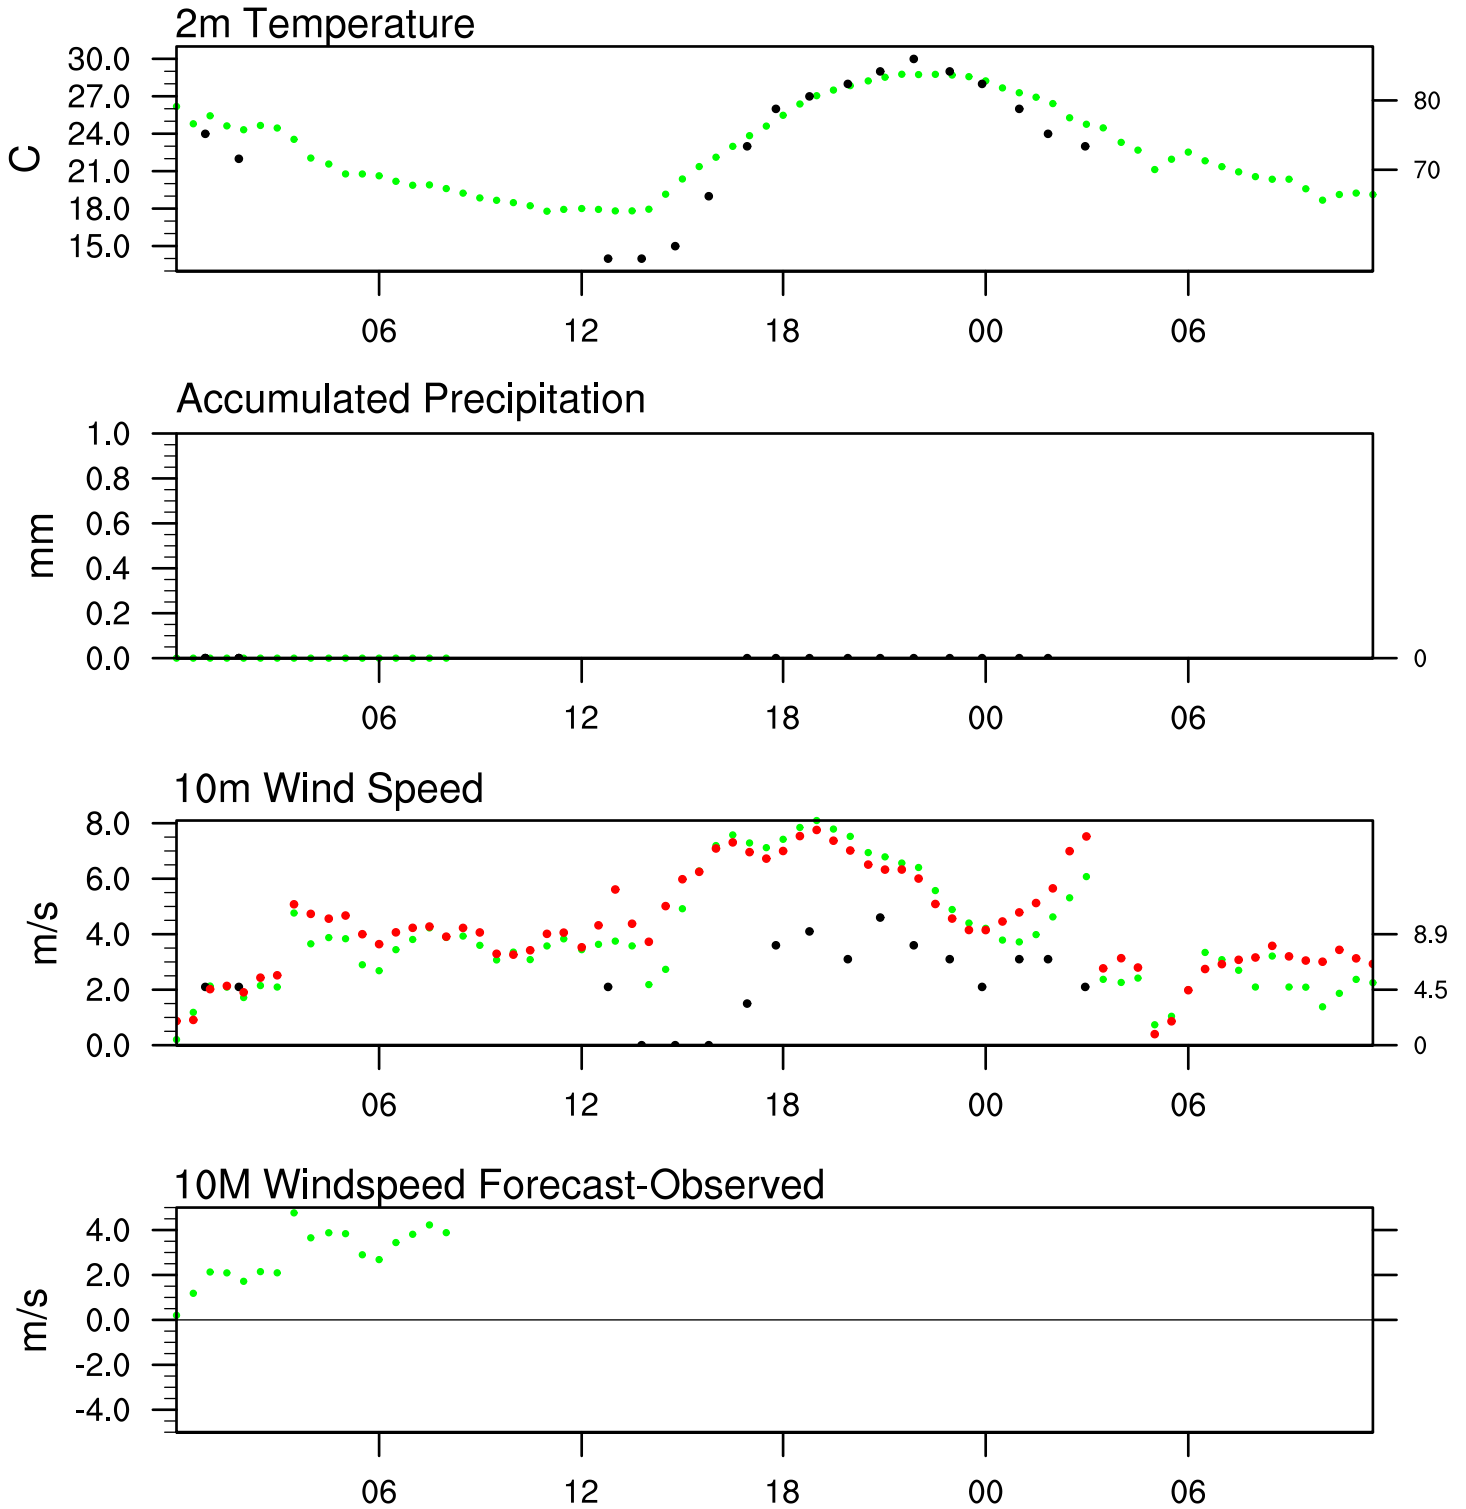 2m Temperature
30.0
27.0
24.0
21.0
18.0
15.0
C
80
70
06 12 18 00 06
Accumulated Precipitation
1.0
0.8
0.6
0.4
0.2
0.0
mm
0
06 12 18 00 06
10m Wind Speed
8.0
6.0
4.0
2.0
0.0
m/s
8.9
4.5
0
06 12 18 00 06
10M Windspeed Forecast-Observed
4.0
2.0
0.0
-2.0
-4.0
m/s
06 12 18 00 06